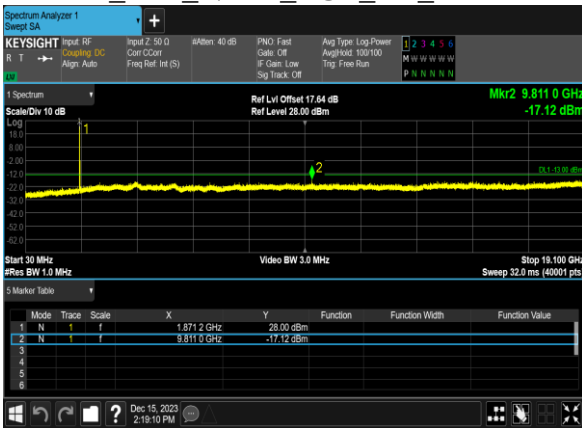 Spectrum Analyzer 1
Swept SA
+
KEYSIGHT Input: RF Input Z: 50 Ω #Atten: 40 dB PNO: Fast Avg Type: Log-Power 1 2 3 4 5 6
R T Coupling: DC Corr CCorr Gate: Off Avg|Hold: 100/100 M W W W W W
Align: Auto Freq Ref: Int (S) IF Gain: Low Trig: Free Run
Sig Track: Off P N N N N N
LV
1 Spectrum Ref Lvl Offset 17.64 dB Mkr2 9.811 0 GHz
Scale/Div 10 dB Ref Level 28.00 dBm -17.12 dBm
Log
18.0 1
8.00
-2.00
-12.0 2 DL1 -13.00 dBm
-22.0
-32.0
-42.0
-52.0
-62.0
Start 30 MHz Video BW 3.0 MHz Stop 19.100 GHz
#Res BW 1.0 MHz Sweep 32.0 ms (40001 pts
5 Marker Table
Mode Trace Scale X Y Function Function Width Function Value
1 N 1 f 1.871 2 GHz 28.00 dBm
2 N 1 f 9.811 0 GHz -17.12 dBm
3
4
5
6
? Dec 15, 2023
2:19:10 PM